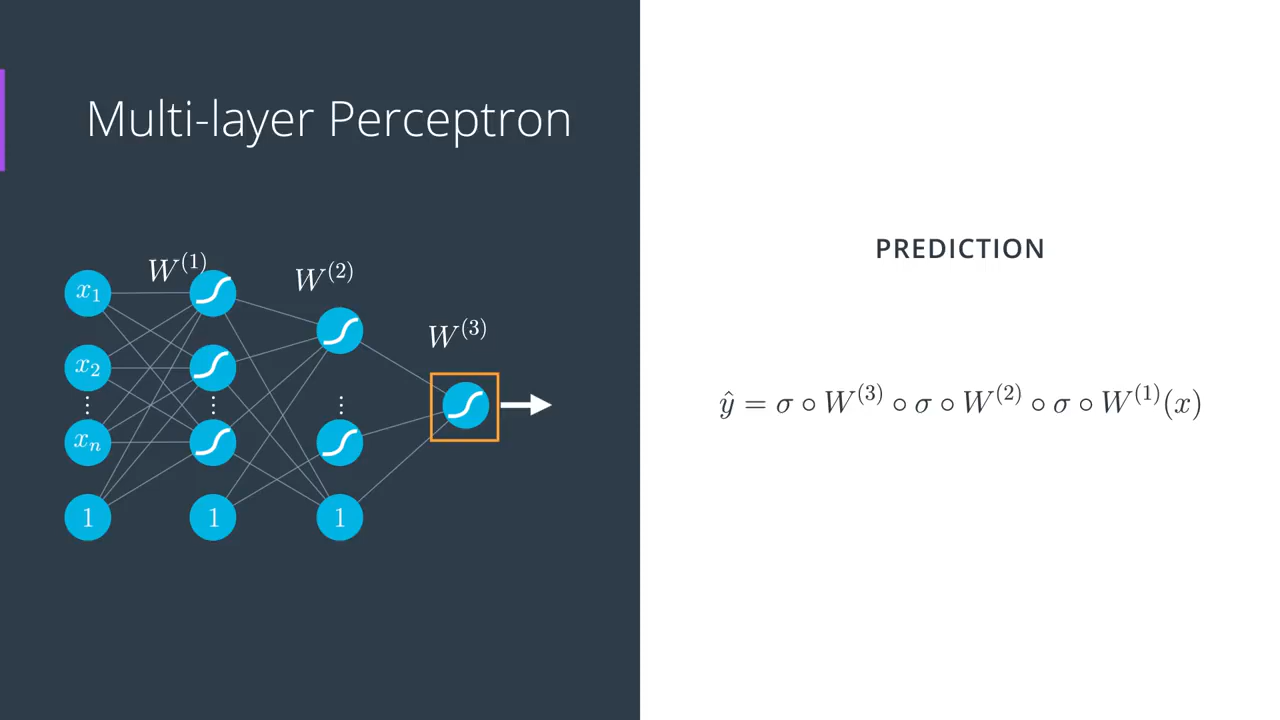 Multi-layer Perceptron
W^(1)
W^(2)
W^(3)
x_1
x_2
⋮
x_n
1
⋮
1
⋮
1
PREDICTION
ŷ = σ ∘ W^(3) ∘ σ ∘ W^(2) ∘ σ ∘ W^(1)(x)